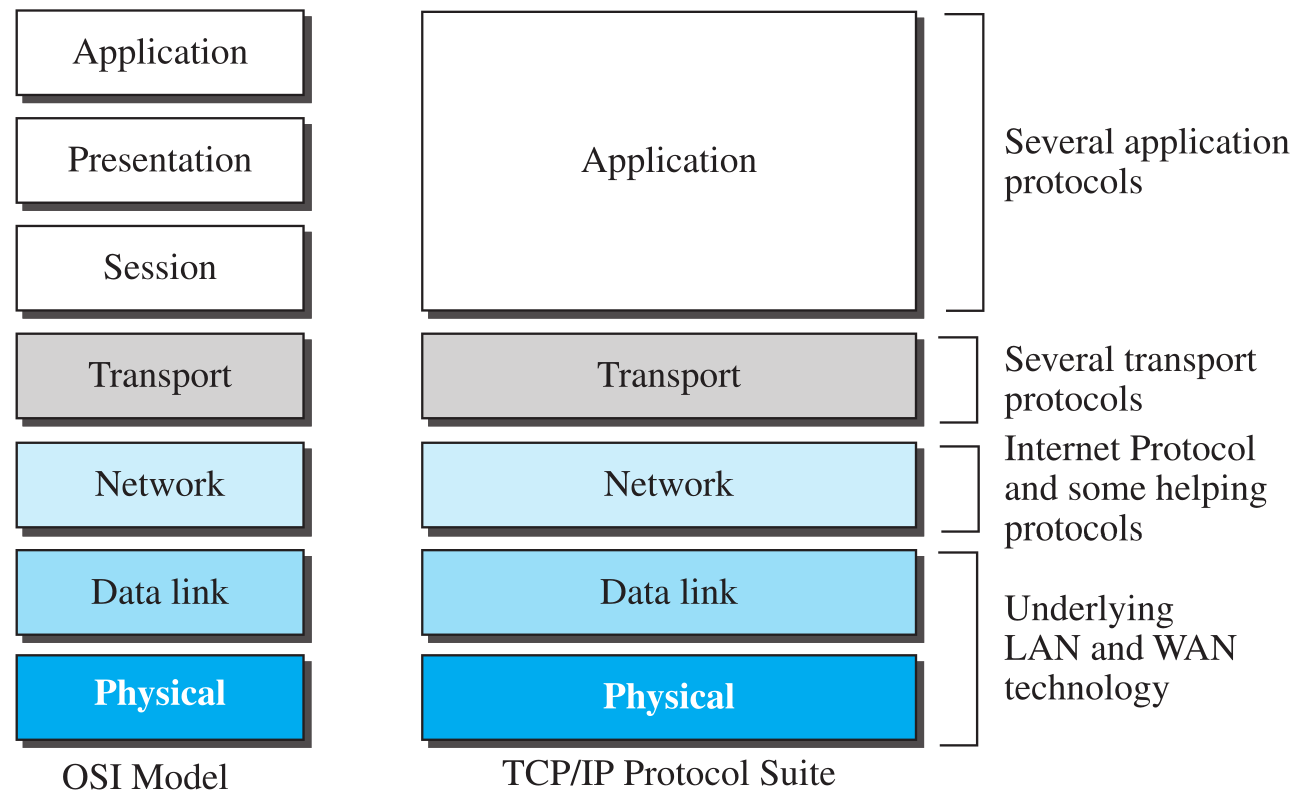 Application
Presentation
Session
Transport
Network
Data link
Physical
OSI Model
Application
Transport
Network
Data link
Physical
TCP/IP Protocol Suite
Several application
protocols
Several transport
protocols
Internet Protocol
and some helping
protocols
Underlying
LAN and WAN
technology